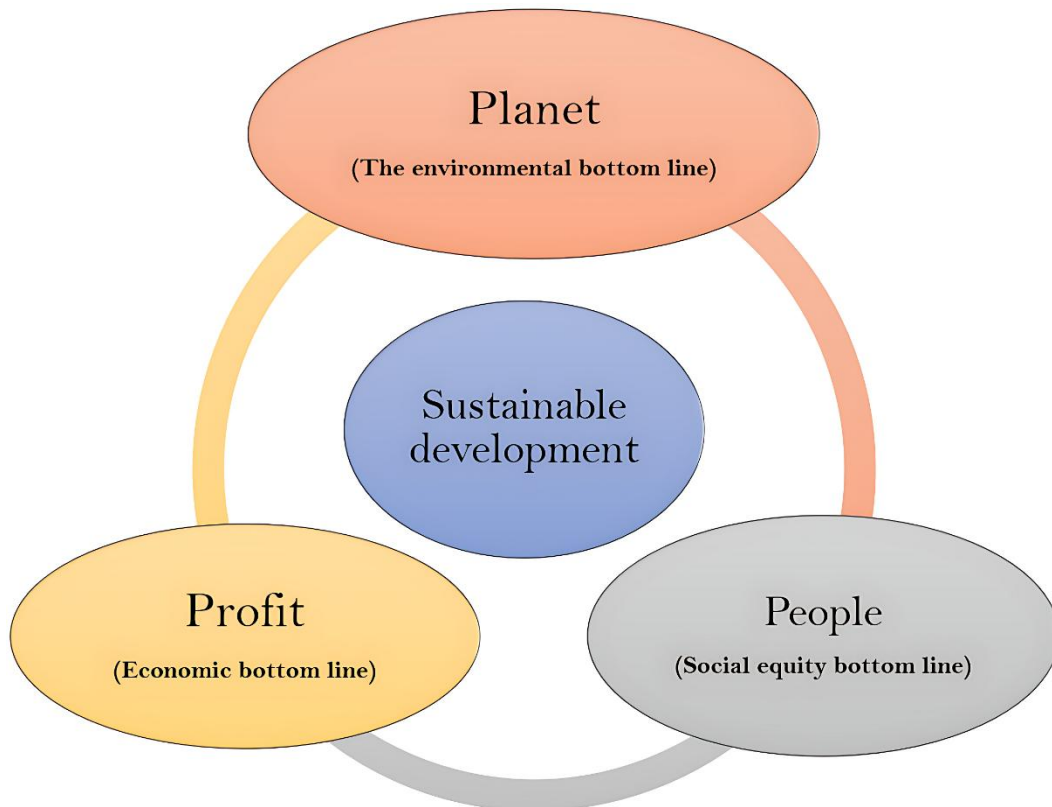 Planet
(The environmental bottom line)
Sustainable
development
Profit
(Economic bottom line)
People
(Social equity bottom line)